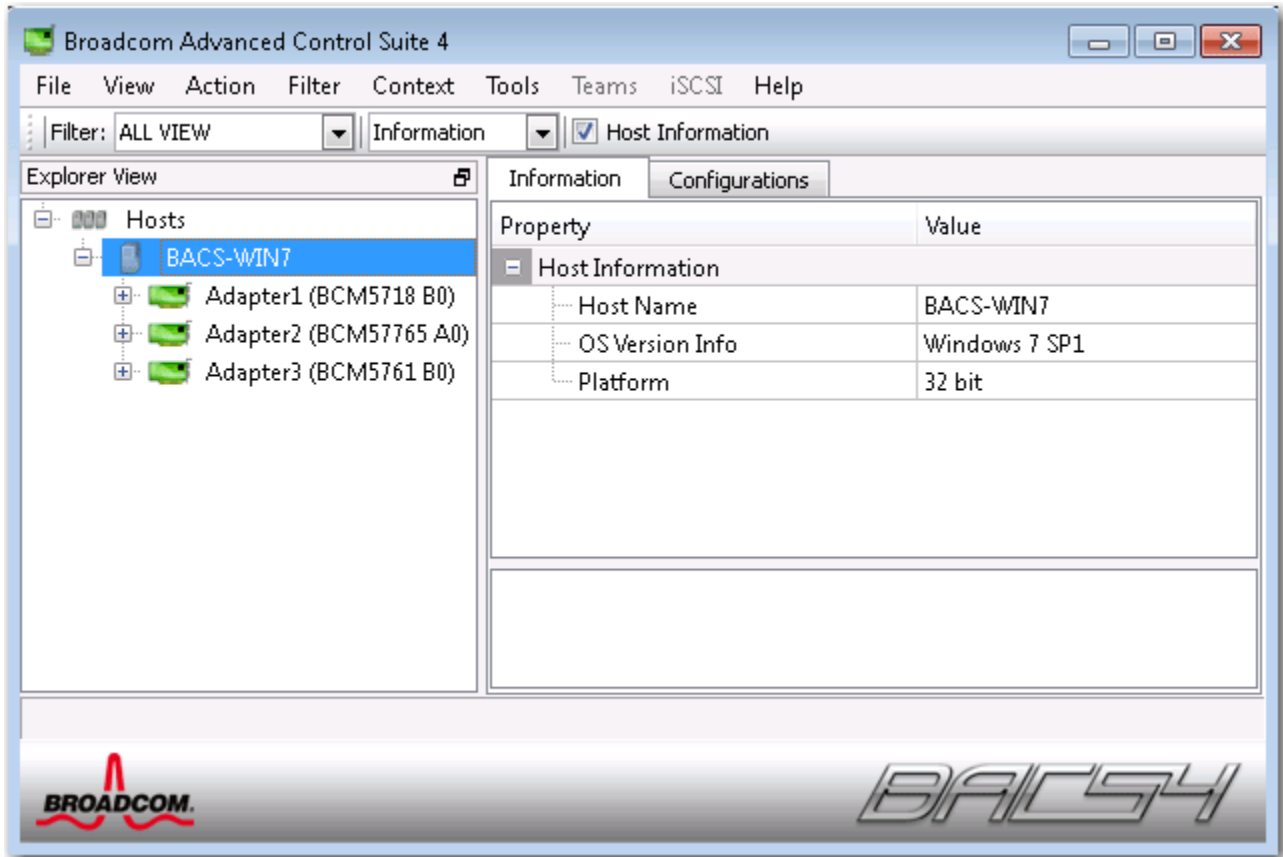 Broadcom Advanced Control Suite 4
File View Action Filter Context Tools Teams iSCSI Help
Filter: ALL VIEW Information Host Information
Explorer View
Information Configurations
Hosts
BACS-WIN7
Adapter1 (BCM5718 B0)
Adapter2 (BCM57765 A0)
Adapter3 (BCM5761 B0)
Property Value
Host Information
Host Name BACS-WIN7
OS Version Info Windows 7 SP1
Platform 32 bit
BROADCOM.
BACS4